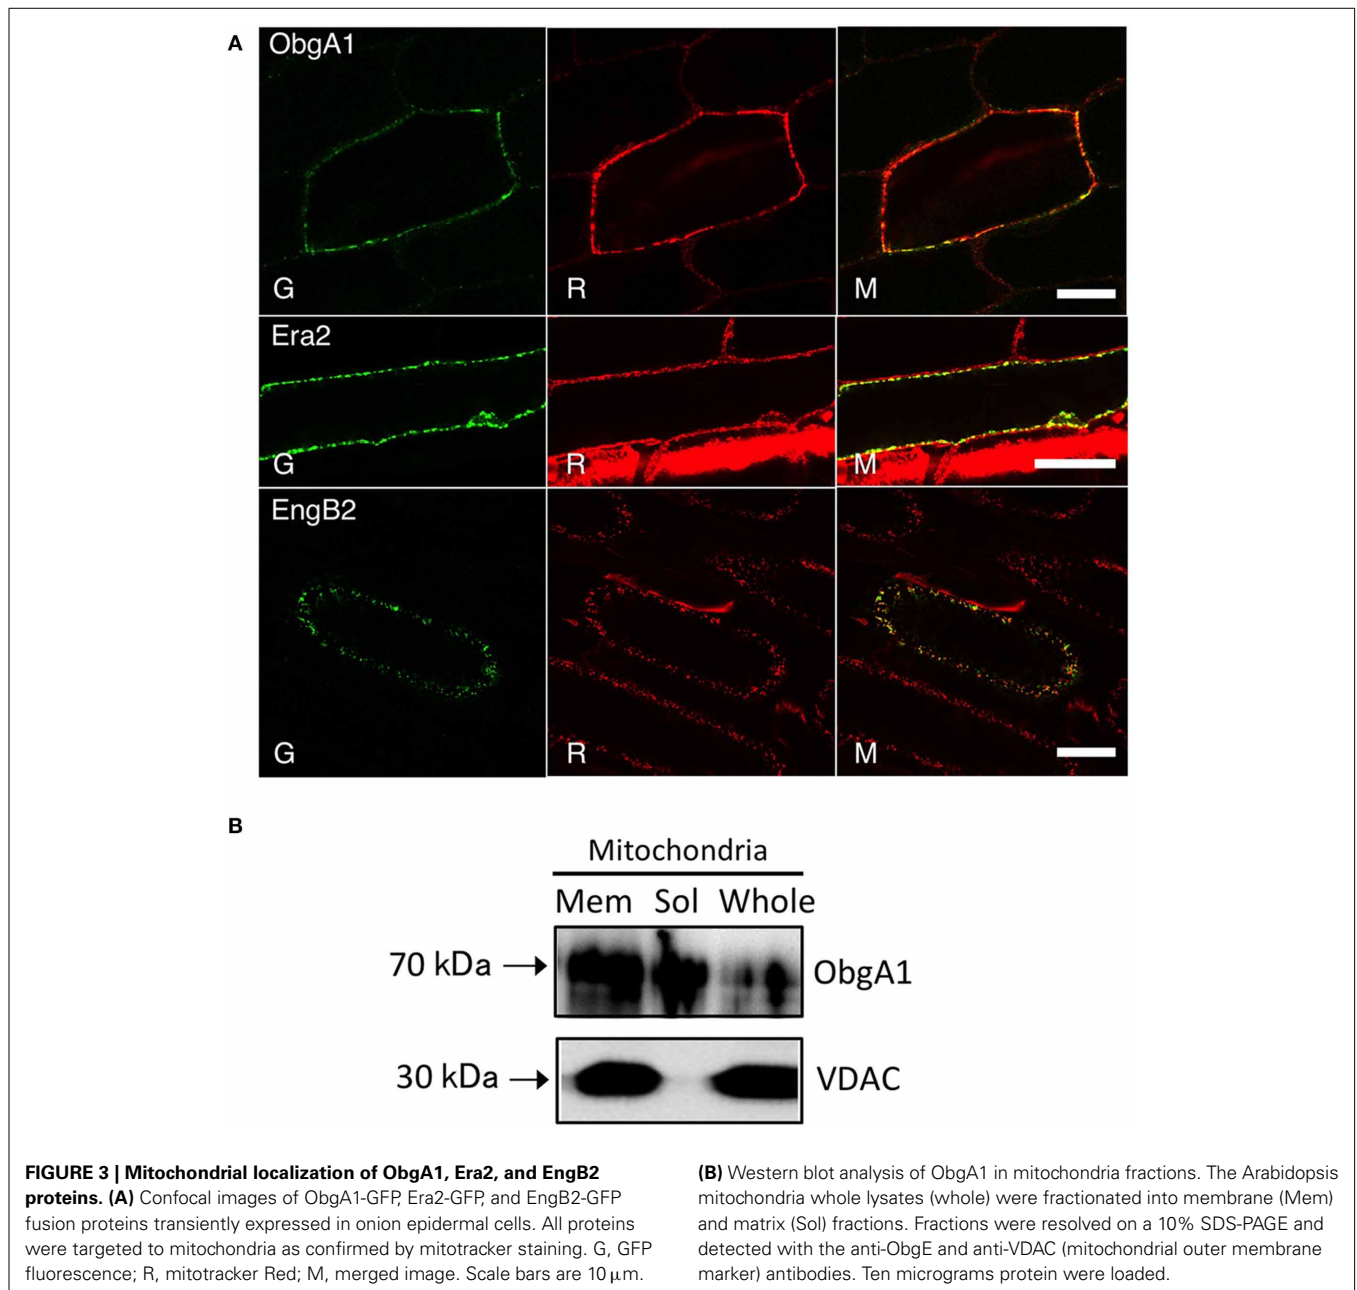 A
ObgA1
G
R
M
Era2
G
R
M
EngB2
G
R
M
B
Mitochondria
Mem Sol Whole
70 kDa
ObgA1
30 kDa
VDAC
FIGURE 3 | Mitochondrial localization of ObgA1, Era2, and EngB2
proteins. (A) Confocal images of ObgA1-GFP, Era2-GFP, and EngB2-GFP
fusion proteins transiently expressed in onion epidermal cells. All proteins
were targeted to mitochondria as confirmed by mitotracker staining. G, GFP
fluorescence; R, mitotracker Red; M, merged image. Scale bars are 10 μm.
(B) Western blot analysis of ObgA1 in mitochondria fractions. The Arabidopsis
mitochondria whole lysates (whole) were fractionated into membrane (Mem)
and matrix (Sol) fractions. Fractions were resolved on a 10% SDS-PAGE and
detected with the anti-ObgE and anti-VDAC (mitochondrial outer membrane
marker) antibodies. Ten micrograms protein were loaded.